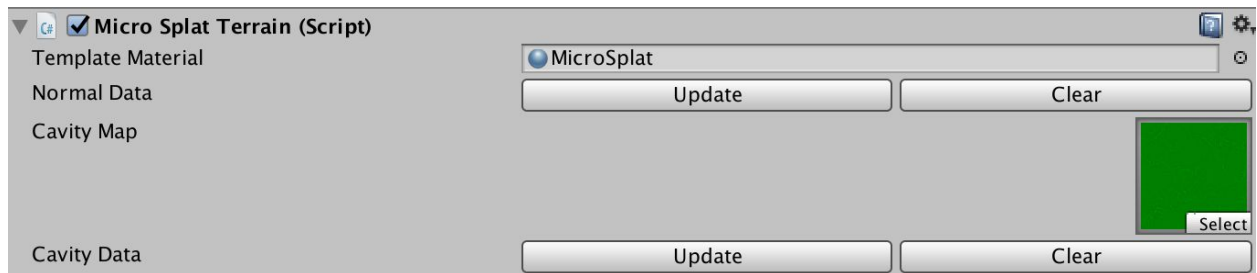 Micro Splat Terrain (Script)
Template Material MicroSplat
Normal Data Update Clear
Cavity Map
Select
Cavity Data Update Clear